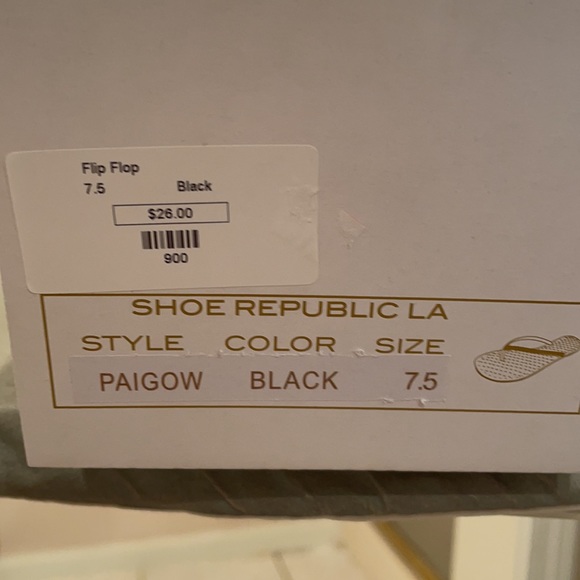 Flip Flop
7.5 Black
$26.00
900
SHOE REPUBLIC LA
STYLE COLOR SIZE
PAIGOW BLACK 7.5